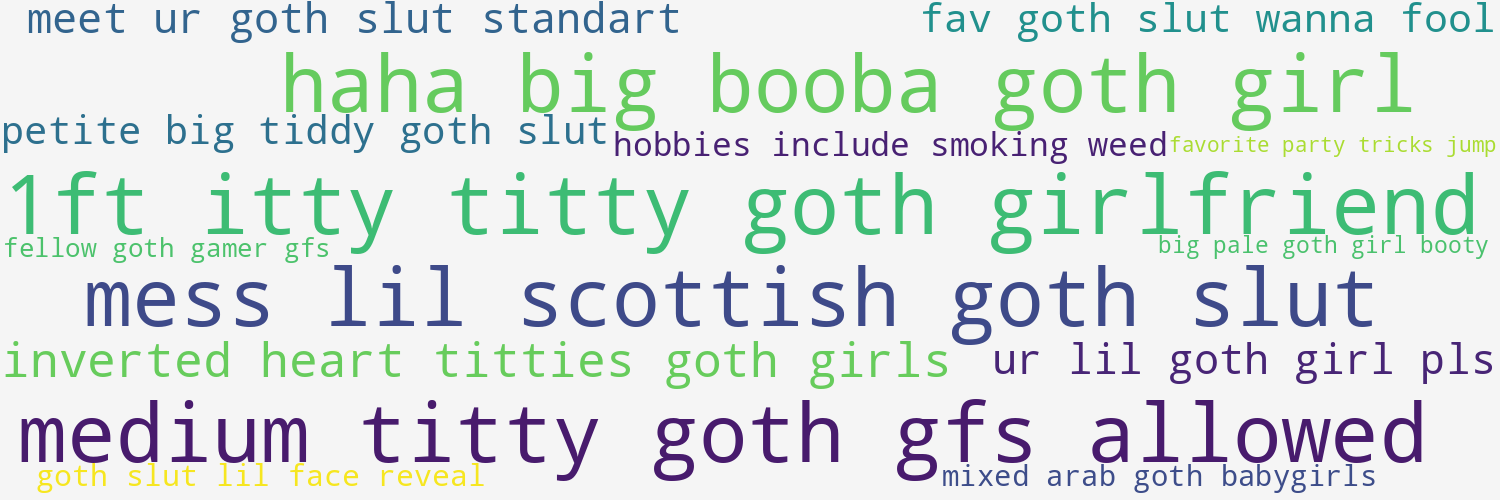 meet ur goth slut standart
fav goth slut wanna fool
haha big booba goth girl
petite big tiddy goth slut
hobbies include smoking weed
favorite party tricks jump
1ft itty titty goth girlfriend
fellow goth gamer gfs
big pale goth girl booty
mess lil scottish goth slut
inverted heart titties goth girls
ur lil goth girl pls
medium titty goth gfs allowed
goth slut lil face reveal
mixed arab goth babygirls